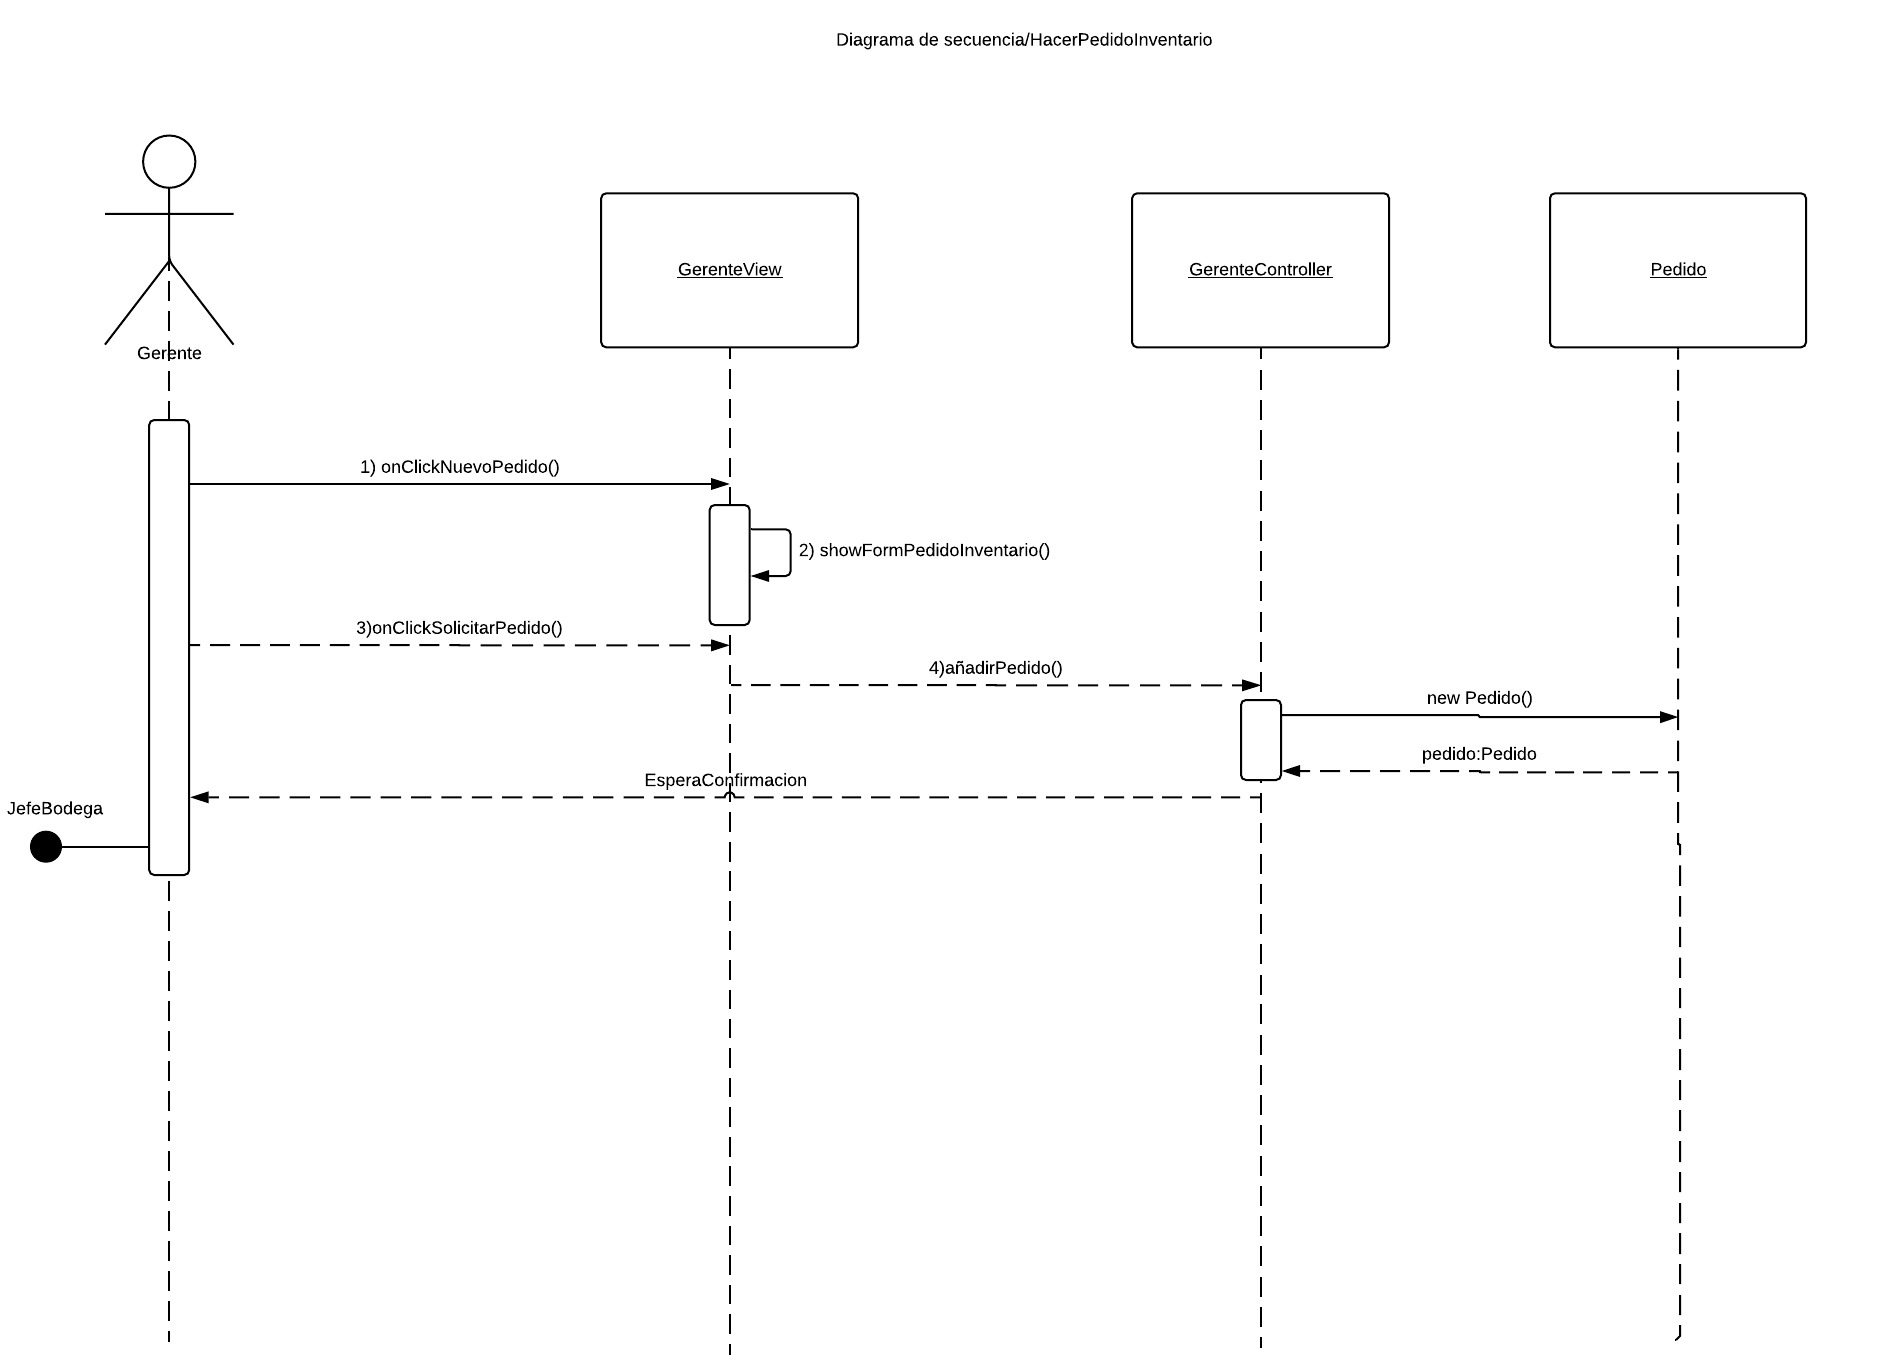 Diagrama de secuencia/HacerPedidoInventario
Gerente
GerenteView
GerenteController
Pedido
1) onClickNuevoPedido()
2) showFormPedidoInventario()
3)onClickSolicitarPedido()
4)añadirPedido()
new Pedido()
pedido:Pedido
EsperaConfirmacion
JefeBodega